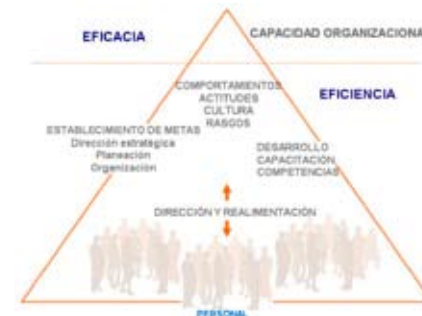 EFICACIA
CAPACIDAD ORGANIZACIONA
COMPORTAMIENTOS
ACTITUDES
CULTURA
RASGOS
EFICIENCIA
ESTABLECIMIENTO DE METAS
Dirección estratégica
Planeación
Organización
DESARROLLO
CAPACITACIÓN
COMPETENCIAS
DIRECCIÓN Y REALIMENTACIÓN
PERSONAL